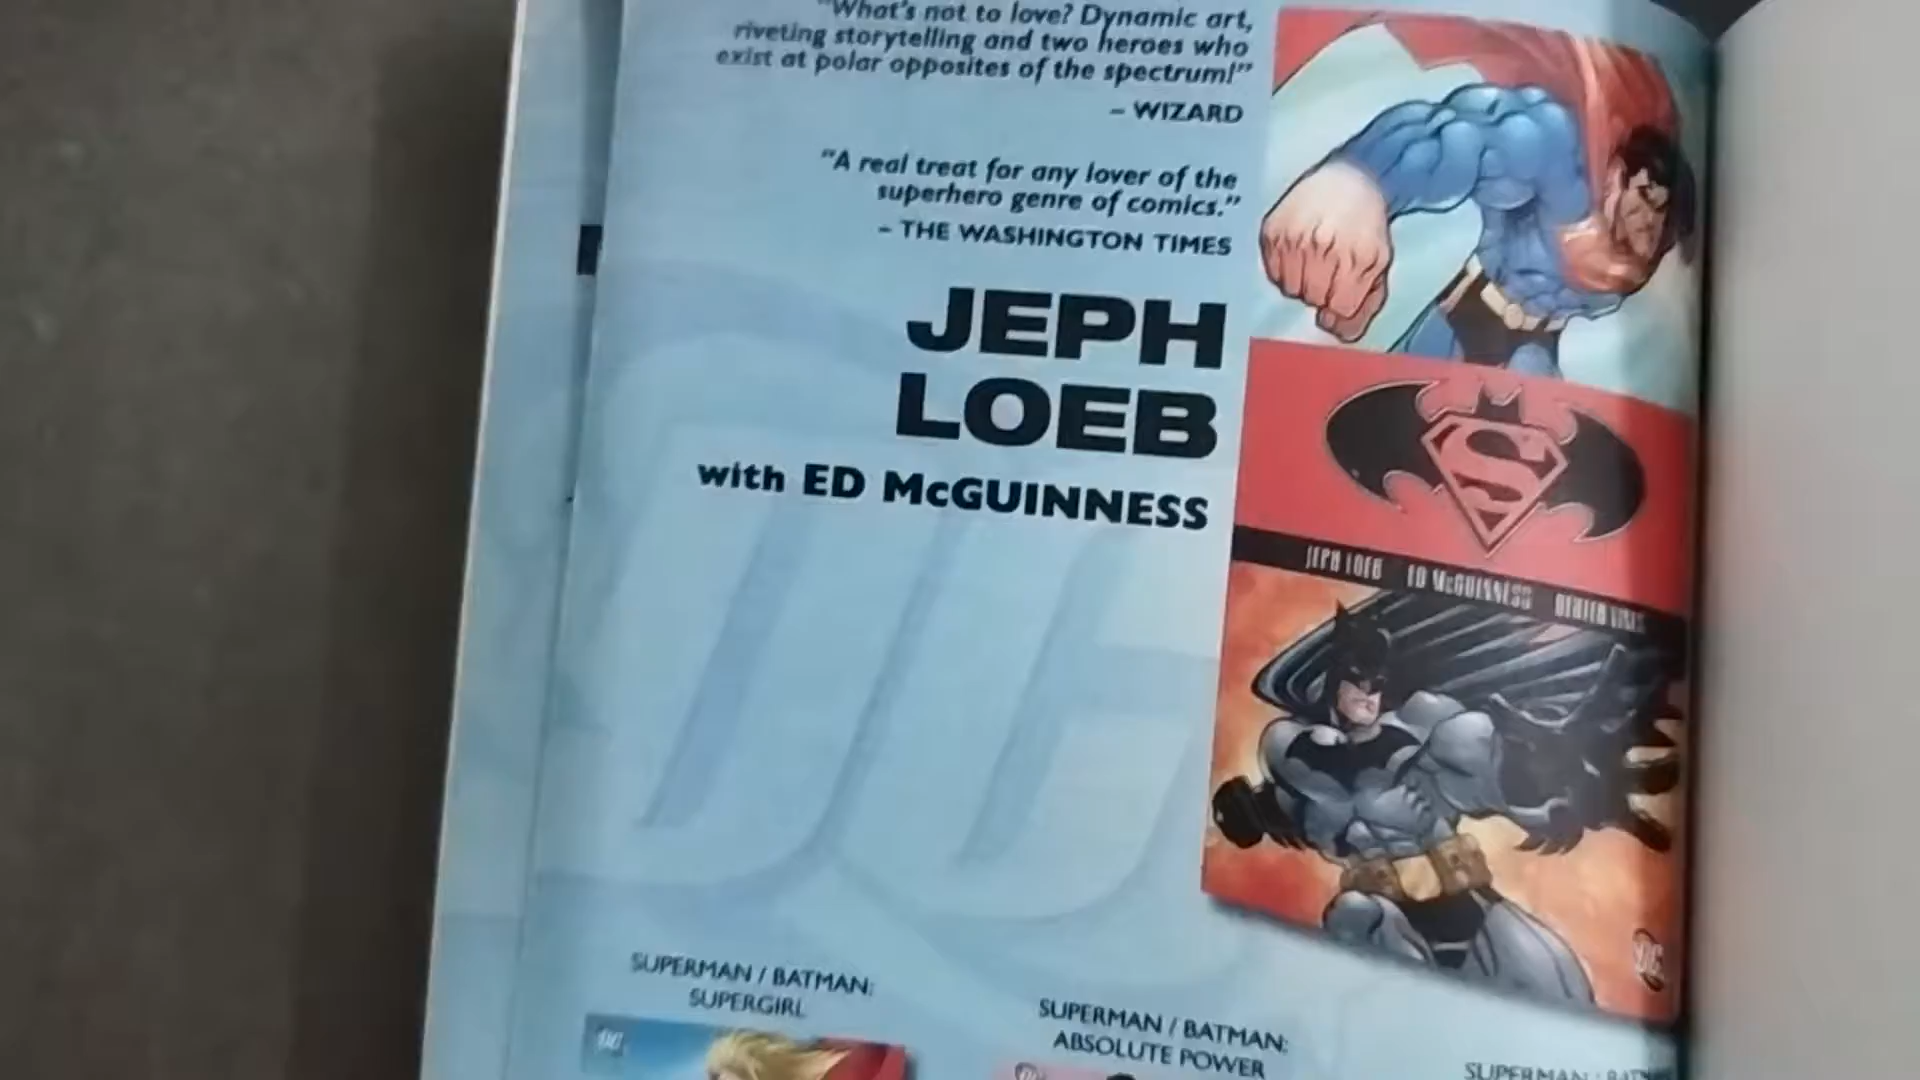 "What's not to love? Dynamic art,
riveting storytelling and two heroes who
exist at polar opposites of the spectrum!"
– WIZARD
"A real treat for any lover of the
superhero genre of comics."
– THE WASHINGTON TIMES
JEPH
LOEB
with ED McGUINNESS
S
JEPH LOEB ED McGUINNESS
DC
SUPERMAN / BATMAN:
SUPERGIRL
DC
SUPERMAN / BATMAN:
ABSOLUTE POWER
SUPERMAN /